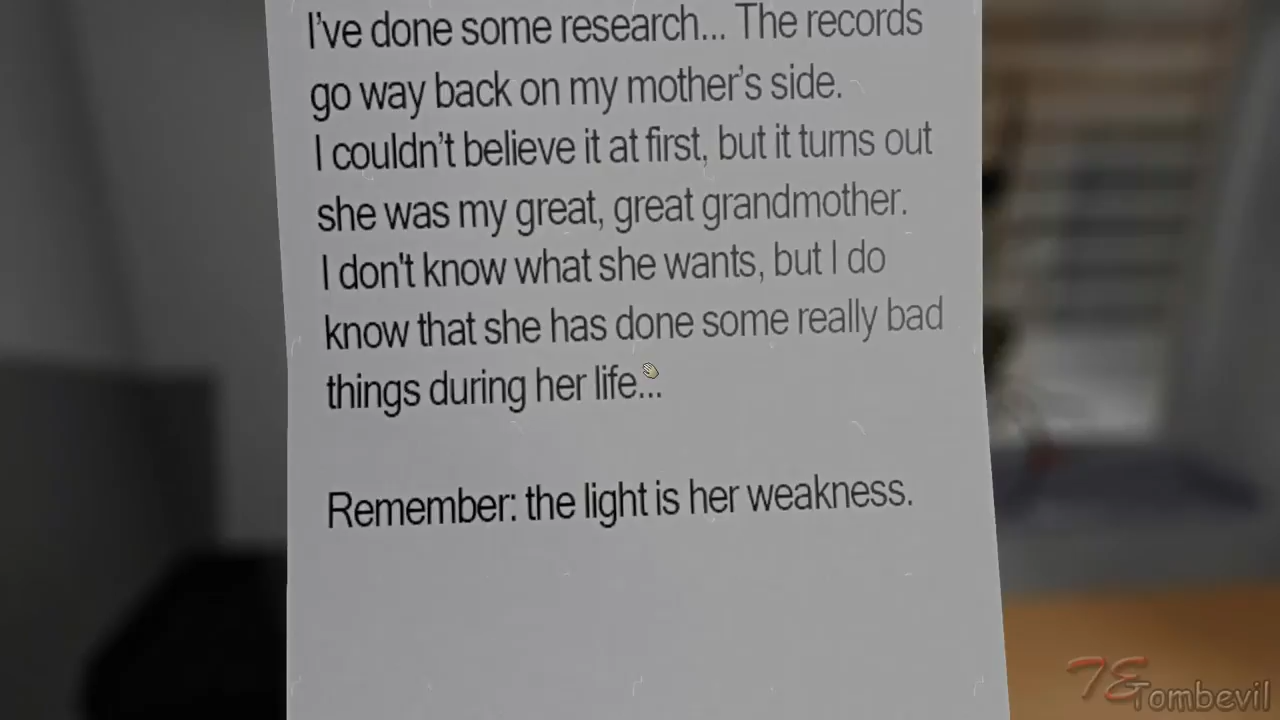 I've done some research... The records
go way back on my mother's side.
I couldn't believe it at first, but it turns out
she was my great, great grandmother.
I don't know what she wants, but I do
know that she has done some really bad
things during her life...
Remember: the light is her weakness.
TE
Tombevil